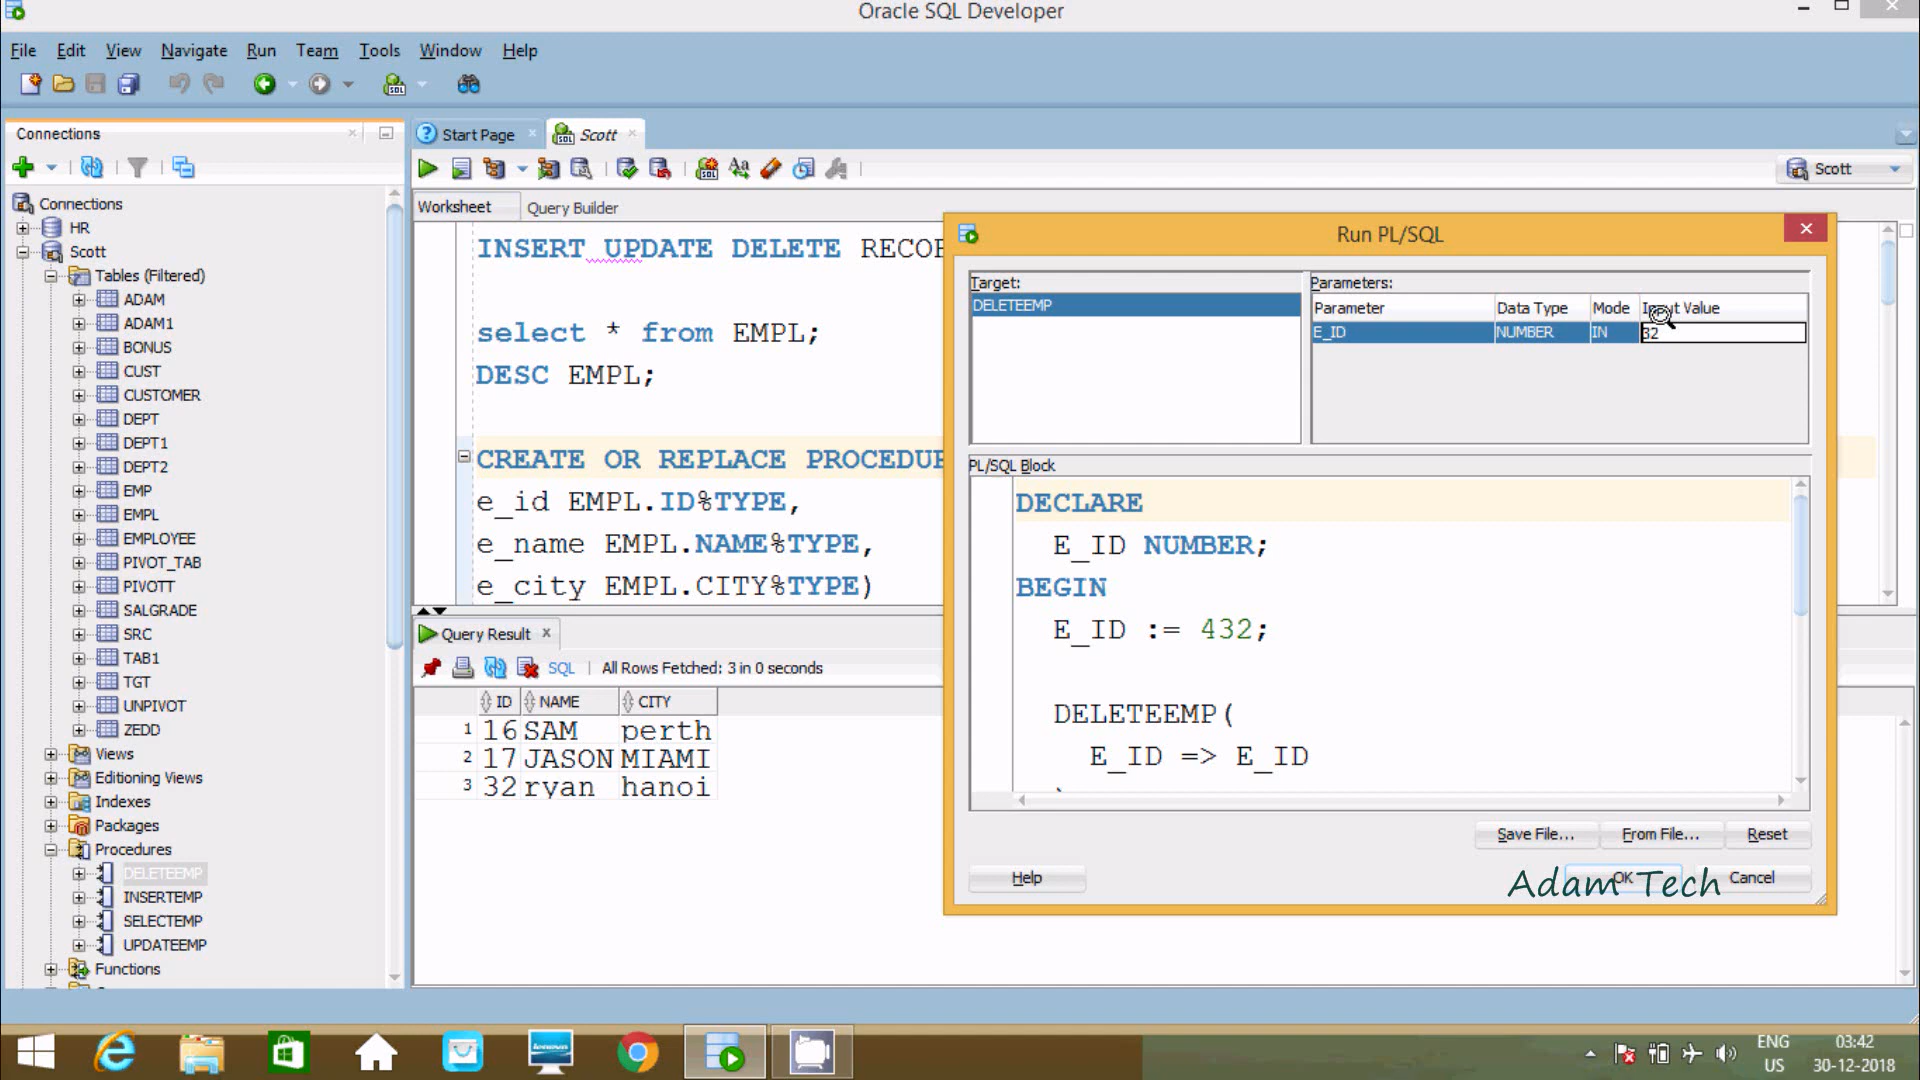 Oracle SQL Developer
File Edit View Navigate Run Team Tools Window Help
Connections
Start Page
Scott
Scott
Worksheet
Query Builder
Connections
HR
Scott
Tables (Filtered)
ADAM
ADAM1
BONUS
CUST
CUSTOMER
DEPT
DEPT1
DEPT2
EMP
EMPL
EMPLOYEE
PIVOT_TAB
PIVOTT
SALGRADE
SRC
TAB1
TGT
UNPIVOT
ZEDD
Views
Editioning Views
Indexes
Packages
Procedures
DELETEEMP
INSERTEMP
SELECTEMP
UPDATEEMP
Functions
INSERT UPDATE DELETE RECOR
select * from EMPL;
DESC EMPL;
CREATE OR REPLACE PROCEDUR
e_id EMPL.ID%TYPE,
e_name EMPL.NAME%TYPE,
e_city EMPL.CITY%TYPE)
Query Result
SQL | All Rows Fetched: 3 in 0 seconds
ID NAME CITY
1 16 SAM perth
2 17 JASON MIAMI
3 32 ryan hanoi
Run PL/SQL
Target:
DELETEEMP
Parameters:
Parameter Data Type Mode Input Value
E_ID NUMBER IN 32
PL/SQL Block
DECLARE
E_ID NUMBER;
BEGIN
E_ID := 432;
DELETEEMP(
E_ID => E_ID
Save File... From File... Reset
Help OK Cancel
Adam Tech
ENG
US
03:42
30-12-2018